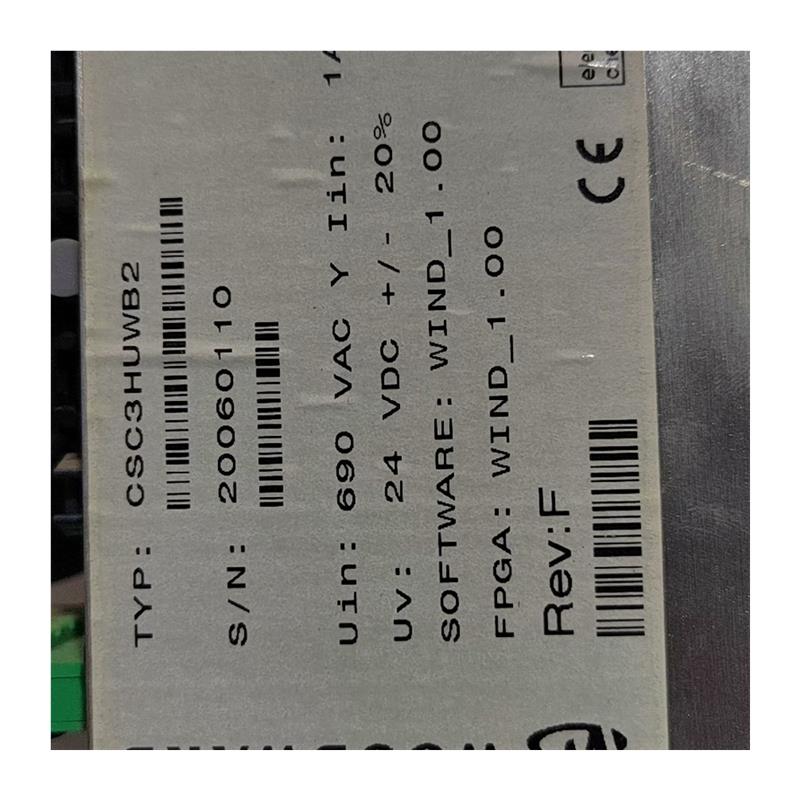 TYP: CSC3HUWB2
S/N: 20060110
Uin: 690 VAC Y Iin: 1A
UV: 24 VDC +/- 20%
SOFTWARE: WIND_1.00
FPGA: WIND_1.00
Rev:F
CE